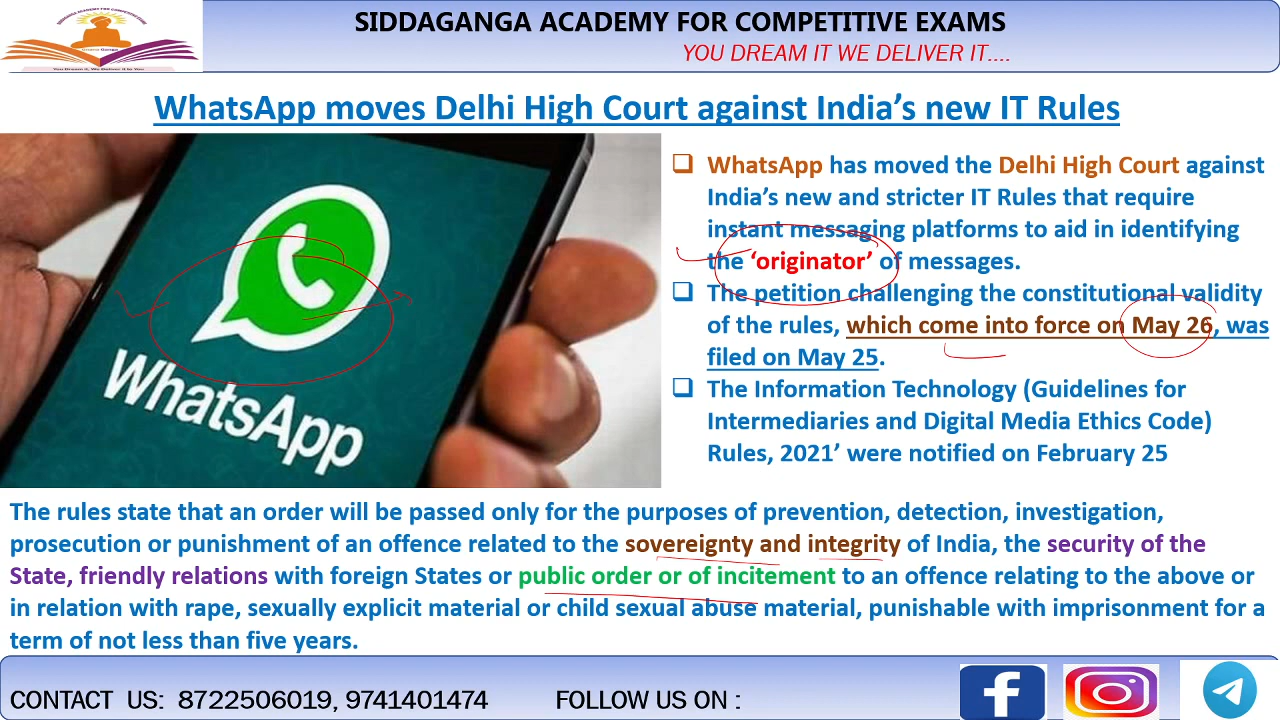 SIDDAGANGA ACADEMY FOR COMPETITIVE EXAMS
YOU DREAM IT WE DELIVER IT....
WhatsApp moves Delhi High Court against India’s new IT Rules
WhatsApp
WhatsApp has moved the Delhi High Court against
India’s new and stricter IT Rules that require
instant messaging platforms to aid in identifying
the ‘originator’ of messages.
The petition challenging the constitutional validity
of the rules, which come into force on May 26, was
filed on May 25.
The Information Technology (Guidelines for
Intermediaries and Digital Media Ethics Code)
Rules, 2021’ were notified on February 25
The rules state that an order will be passed only for the purposes of prevention, detection, investigation,
prosecution or punishment of an offence related to the sovereignty and integrity of India, the security of the
State, friendly relations with foreign States or public order or of incitement to an offence relating to the above or
in relation with rape, sexually explicit material or child sexual abuse material, punishable with imprisonment for a
term of not less than five years.
CONTACT US: 8722506019, 9741401474 FOLLOW US ON :